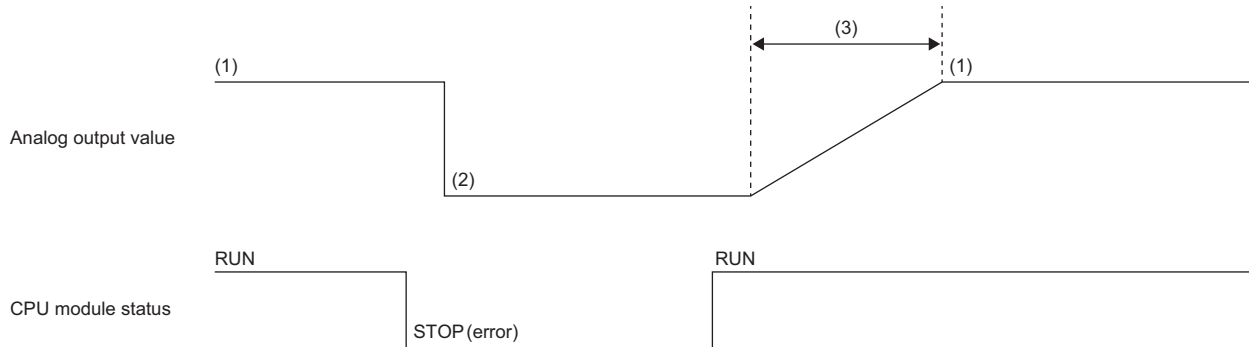 (3)
(1) (1)
Analog output value
(2)
RUN RUN
CPU module status
STOP(error)